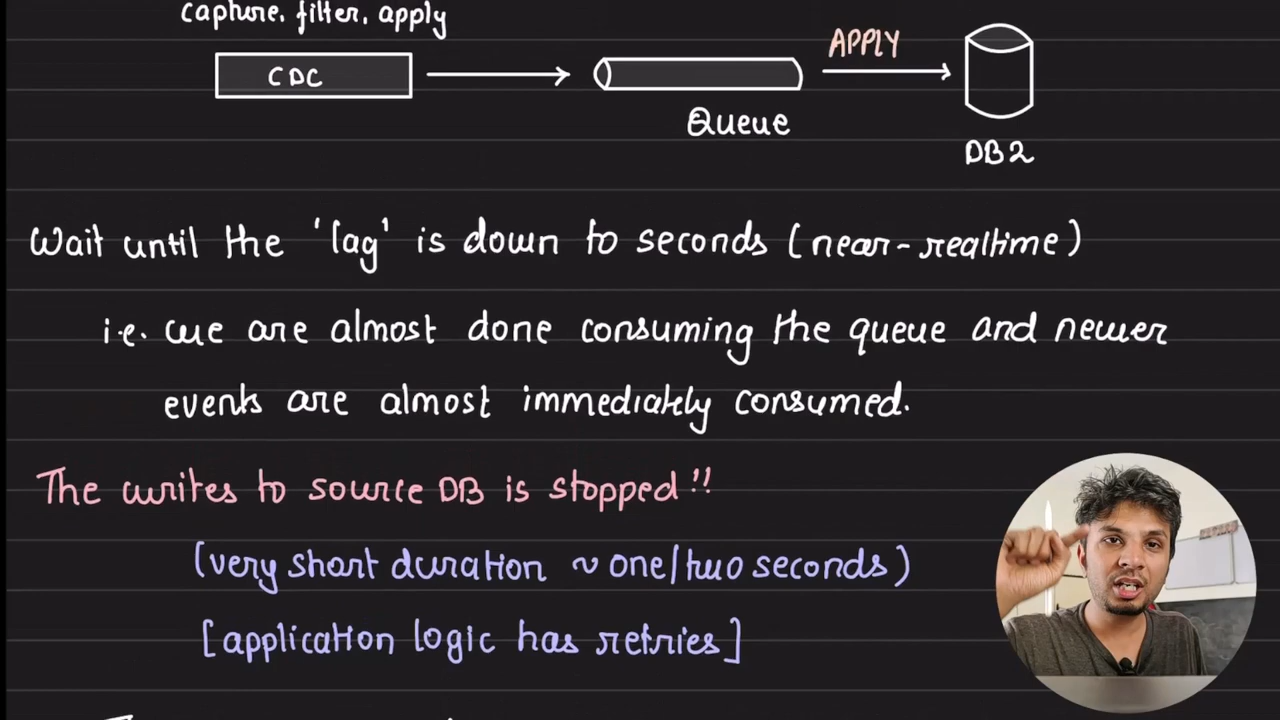 capture, filter, apply
CDC
APPLY
Queue
DB2
Wait until the 'lag' is down to seconds (near-realtime)
i.e. we are almost done consuming the queue and newer
events are almost immediately consumed.
The writes to source DB is stopped!!
(very short duration ~ one/two seconds)
[application logic has retries]